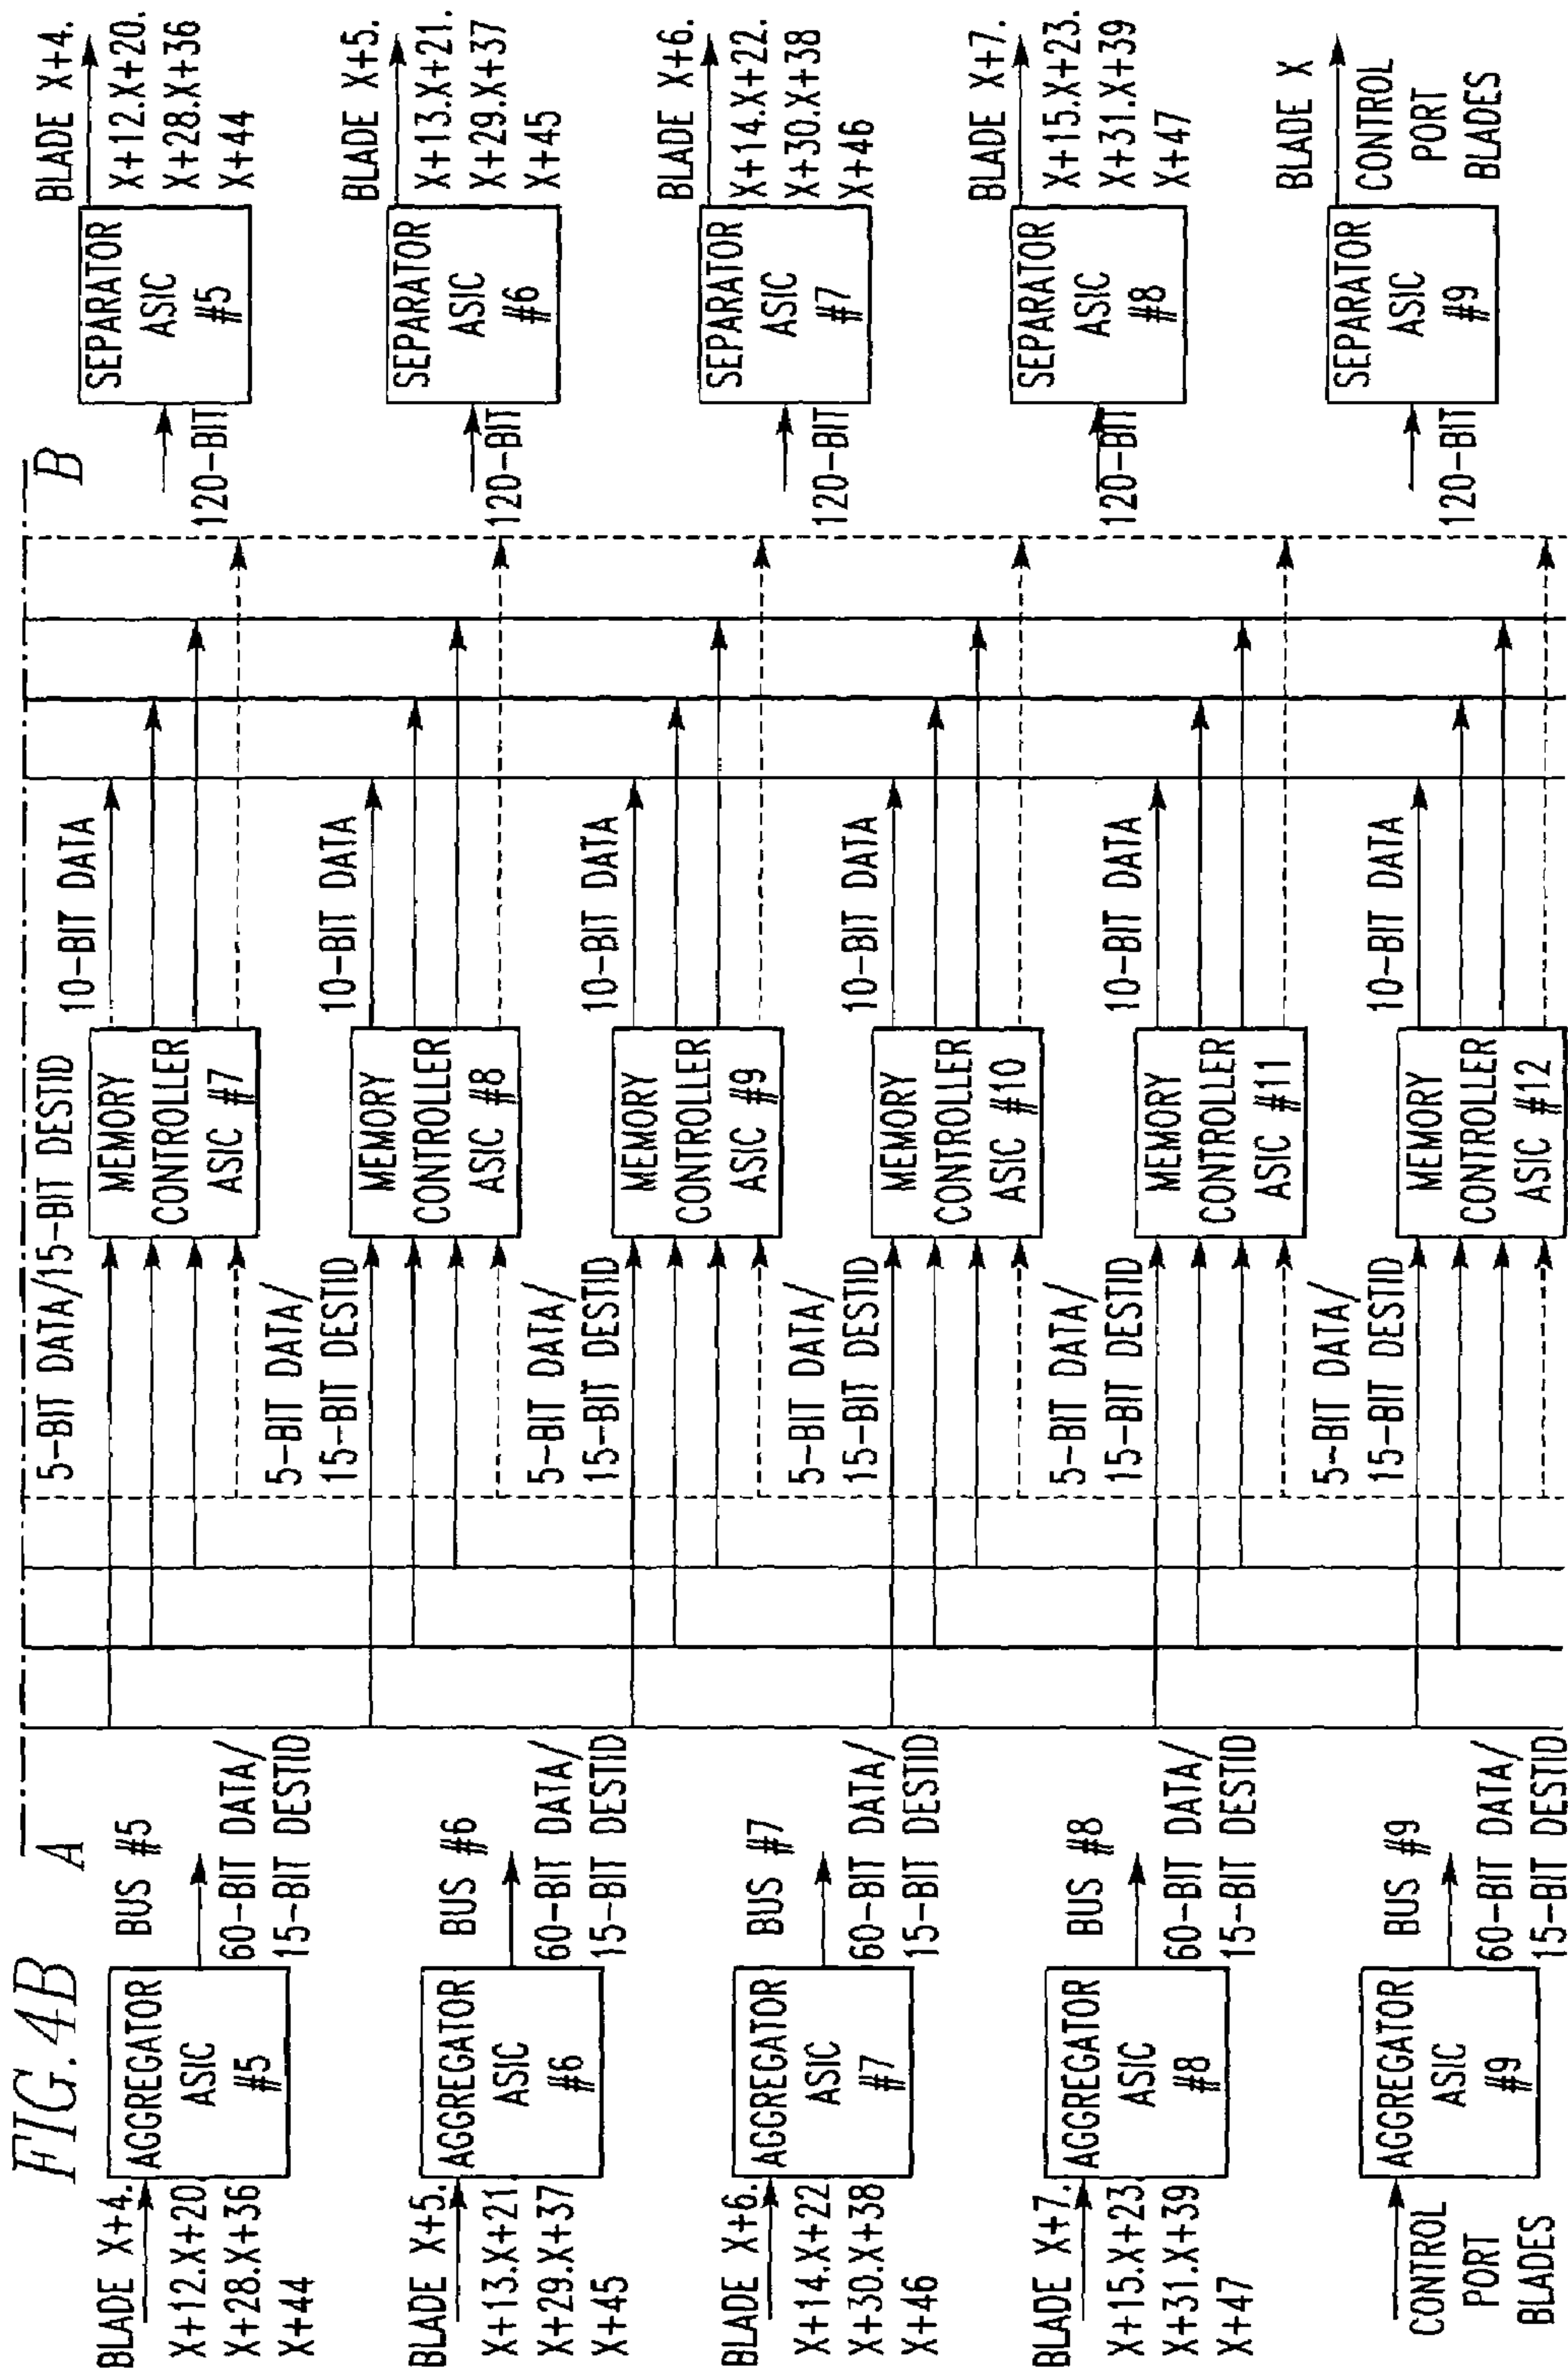 FIG.4B
A
B
BLADE X+4.
X+12.X+20
X+28.X+36
X+44
AGGREGATOR
ASIC
#5
BUS #5
60-BIT DATA/
15-BIT DESTID
BLADE X+5.
X+13.X+21
X+29.X+37
X+45
AGGREGATOR
ASIC
#6
BUS #6
60-BIT DATA/
15-BIT DESTID
BLADE X+6.
X+14.X+22
X+30.X+38
X+46
AGGREGATOR
ASIC
#7
BUS #7
60-BIT DATA/
15-BIT DESTID
BLADE X+7.
X+15.X+23
X+31.X+39
X+47
AGGREGATOR
ASIC
#8
BUS #8
60-BIT DATA/
15-BIT DESTID
CONTROL
PORT
BLADES
AGGREGATOR
ASIC
#9
BUS #9
60-BIT DATA/
15-BIT DESTID
5-BIT DATA/15-BIT DESTID
MEMORY
CONTROLLER
ASIC #7
10-BIT DATA
5-BIT DATA/
15-BIT DESTID
MEMORY
CONTROLLER
ASIC #8
10-BIT DATA
5-BIT DATA/
15-BIT DESTID
MEMORY
CONTROLLER
ASIC #9
10-BIT DATA
5-BIT DATA/
15-BIT DESTID
MEMORY
CONTROLLER
ASIC #10
10-BIT DATA
5-BIT DATA/
15-BIT DESTID
MEMORY
CONTROLLER
ASIC #11
10-BIT DATA
5-BIT DATA/
15-BIT DESTID
MEMORY
CONTROLLER
ASIC #12
10-BIT DATA
120-BIT
SEPARATOR
ASIC
#5
BLADE X+4.
X+12.X+20.
X+28.X+36
X+44
120-BIT
SEPARATOR
ASIC
#6
BLADE X+5.
X+13.X+21.
X+29.X+37
X+45
120-BIT
SEPARATOR
ASIC
#7
BLADE X+6.
X+14.X+22.
X+30.X+38
X+46
120-BIT
SEPARATOR
ASIC
#8
BLADE X+7.
X+15.X+23.
X+31.X+39
X+47
120-BIT
SEPARATOR
ASIC
#9
BLADE X
CONTROL
PORT
BLADES